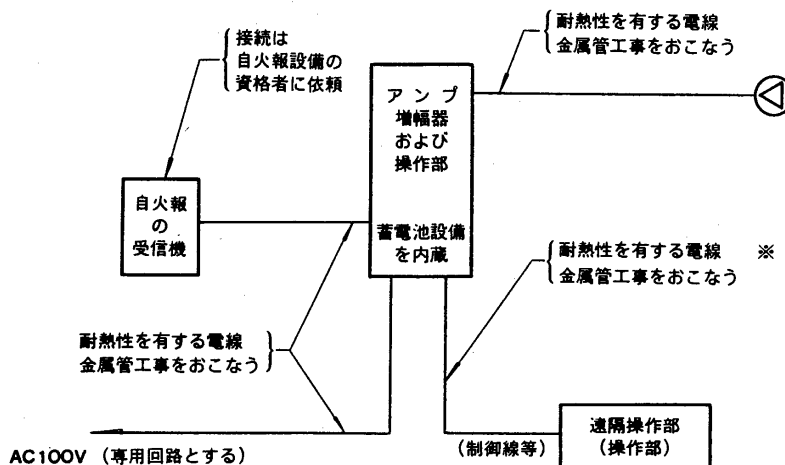 接続は
自火報設備の
資格者に依頼
耐熱性を有する電線
金属管工事をおこなう
アンプ
増幅器
および
操作部
蓄電池設備
を内蔵
自火報
の
受信機
耐熱性を有する電線 ※
金属管工事をおこなう
耐熱性を有する電線
金属管工事をおこなう
AC100V (専用回路とする)
(制御線等)
遠隔操作部
(操作部)